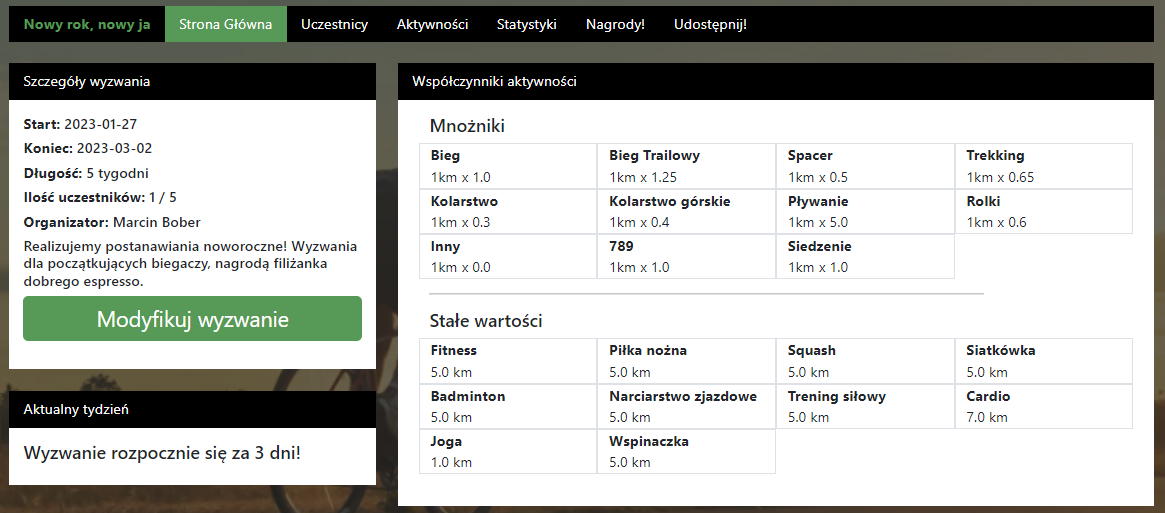 Nowy rok, nowy ja Strona Główna Uczestnicy Aktywności Statystyki Nagrody! Udostępnij!
Szczegóły wyzwania
Start: 2023-01-27
Koniec: 2023-03-02
Długość: 5 tygodni
Ilość uczestników: 1 / 5
Organizator: Marcin Bober
Realizujemy postanawiania noworoczne! Wyzwania
dla początkujących biegaczy, nagrodą filiżanka
dobrego espresso.
Modyfikuj wyzwanie
Aktualny tydzień
Wyzwanie rozpocznie się za 3 dni!
Współczynniki aktywności
Mnożniki
Bieg Bieg Trailowy Spacer Trekking
1km x 1.0 1km x 1.25 1km x 0.5 1km x 0.65
Kolarstwo Kolarstwo górskie Pływanie Rolki
1km x 0.3 1km x 0.4 1km x 5.0 1km x 0.6
Inny 789 Siedzenie
1km x 0.0 1km x 1.0 1km x 1.0
Stałe wartości
Fitness Piłka nożna Squash Siatkówka
5.0 km 5.0 km 5.0 km 5.0 km
Badminton Narciarstwo zjazdowe Trening siłowy Cardio
5.0 km 5.0 km 5.0 km 7.0 km
Joga Wspinaczka
1.0 km 5.0 km